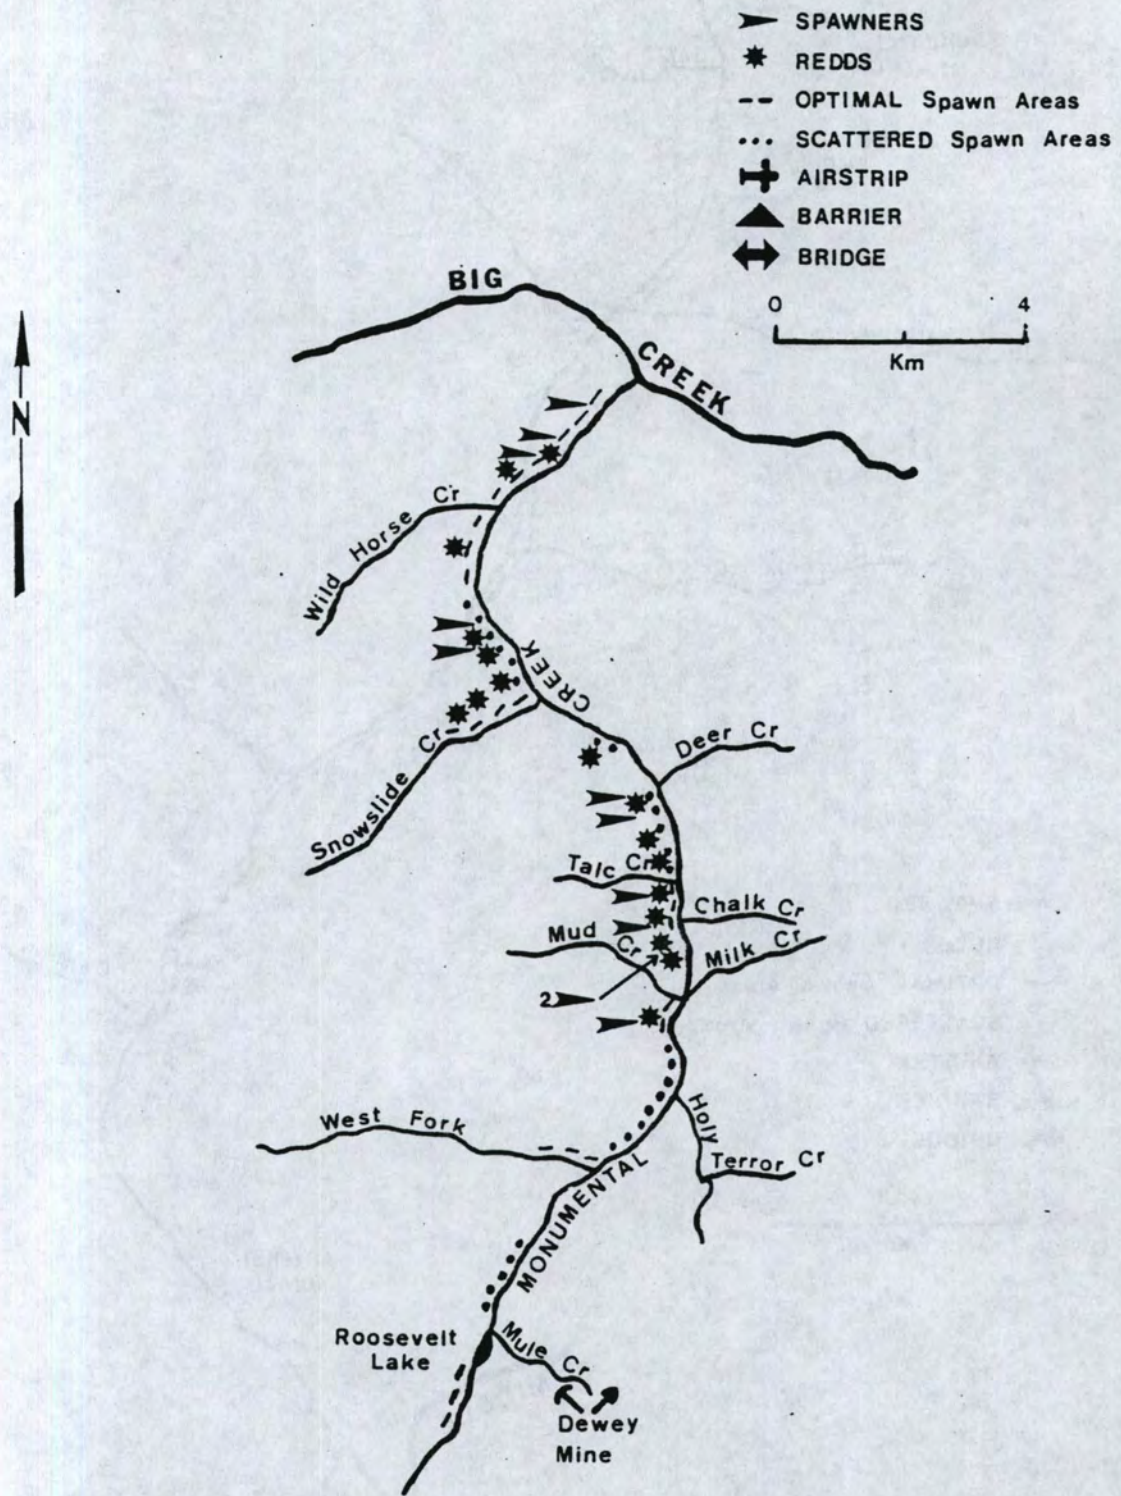 SPAWNERS
REDDS
OPTIMAL Spawn Areas
SCATTERED Spawn Areas
AIRSTRIP
BARRIER
BRIDGE
0 4
Km
N
BIG CREEK
Wild Horse Cr
CREEK
Snowslide Cr
Deer Cr
Talc Cr
Chalk Cr
Mud Cr
Milk Cr
2
West Fork
Holy Terror Cr
MONUMENTAL
Roosevelt
Lake
Mule Cr
Dewey
Mine